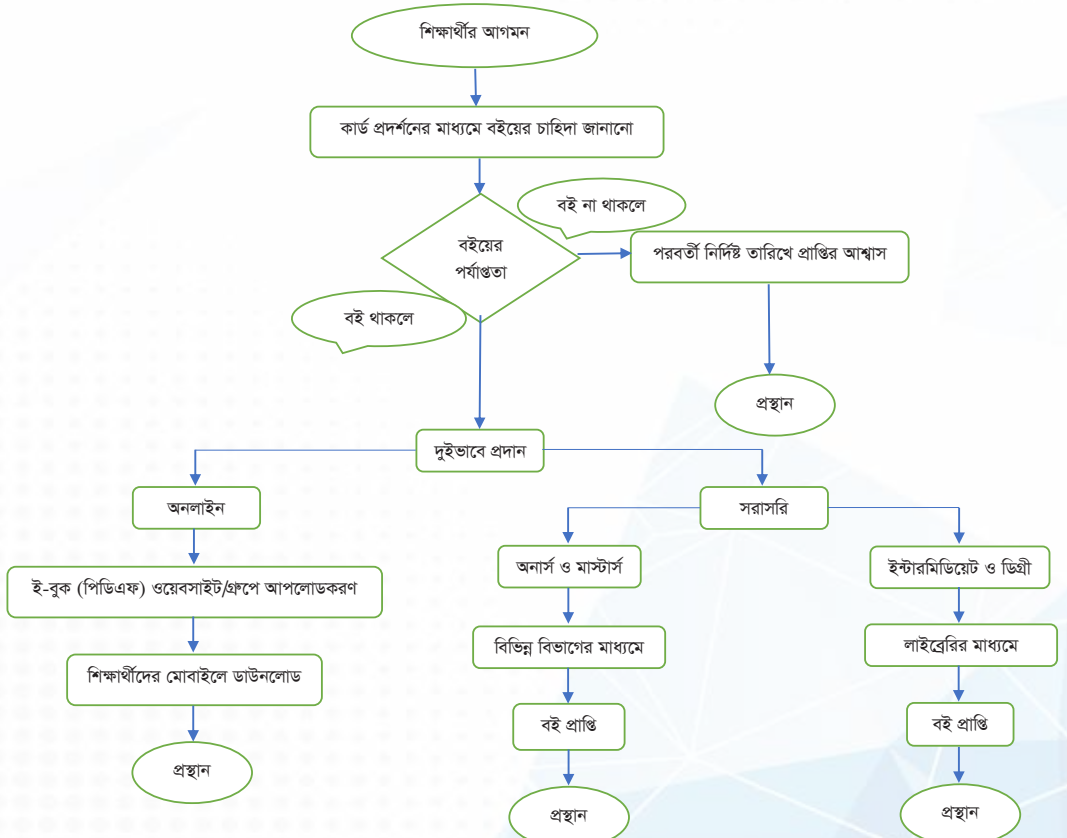 শিক্ষার্থীর আগমন
কার্ড প্রদর্শনের মাধ্যমে বইয়ের চাহিদা জানানো
বই না থাকলে
বইয়ের
পর্যাপ্ততা
পরবর্তী নির্দিষ্ট তারিখে প্রাপ্তির আশ্বাস
বই থাকলে
প্রস্থান
দুইভাবে প্রদান
অনলাইন
সরাসরি
অনার্স ও মাস্টার্স
ইন্টারমিডিয়েট ও ডিগ্রী
ই-বুক (পিডিএফ) ওয়েবসাইট/গ্রুপে আপলোডকরণ
বিভিন্ন বিভাগের মাধ্যমে
লাইব্রেরির মাধ্যমে
শিক্ষার্থীদের মোবাইলে ডাউনলোড
বই প্রাপ্তি
বই প্রাপ্তি
প্রস্থান
প্রস্থান
প্রস্থান